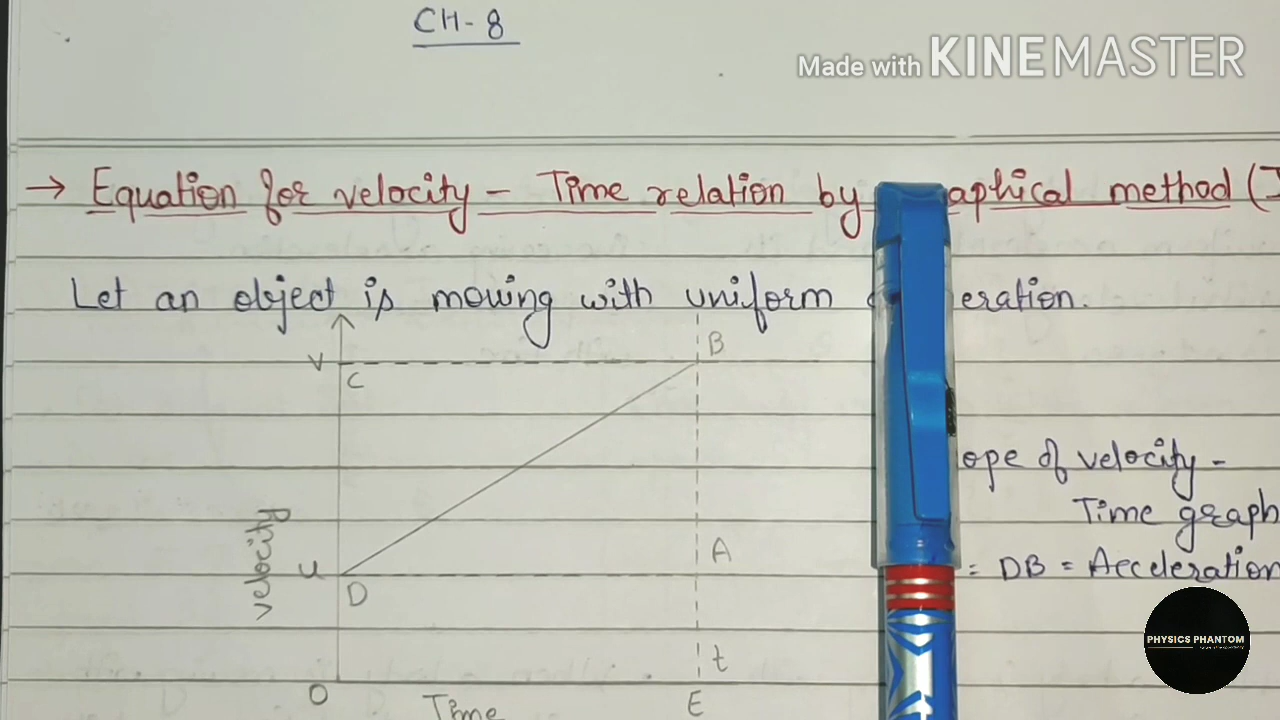 CH-8
Made with KINEMASTER
→ Equation for velocity - Time relation by aphical method (I
Let an object is moving with uniform eration.
V
C
B
ope of velocity -
Time graph
velocity
u
D
A
= DB = Acceleration
PHYSICS PHANTOM
t
O
Time
E